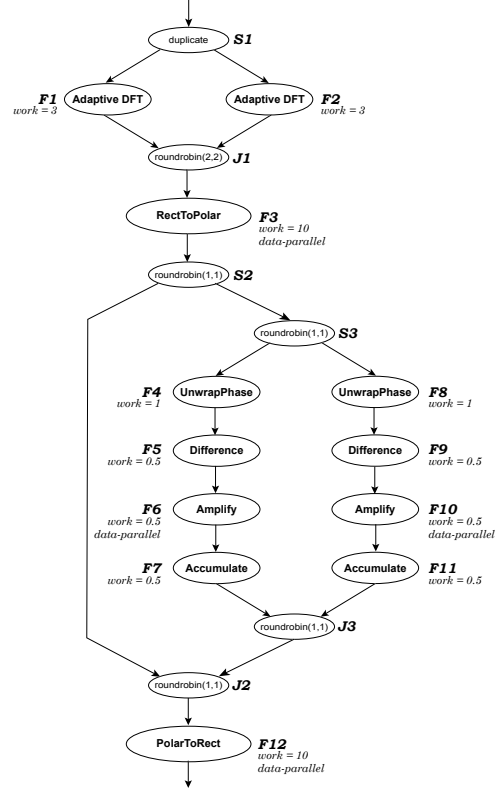 duplicate S1
F1 Adaptive DFT Adaptive DFT F2
work = 3 work = 3
roundrobin(2,2) J1
RectToPolar F3
work = 10
data-parallel
roundrobin(1,1) S2
roundrobin(1,1) S3
F4 UnwrapPhase UnwrapPhase F8
work = 1 work = 1
F5 Difference Difference F9
work = 0.5 work = 0.5
F6 Amplify Amplify F10
work = 0.5 work = 0.5
data-parallel data-parallel
F7 Accumulate Accumulate F11
work = 0.5 work = 0.5
roundrobin(1,1) J3
roundrobin(1,1) J2
PolarToRect F12
work = 10
data-parallel